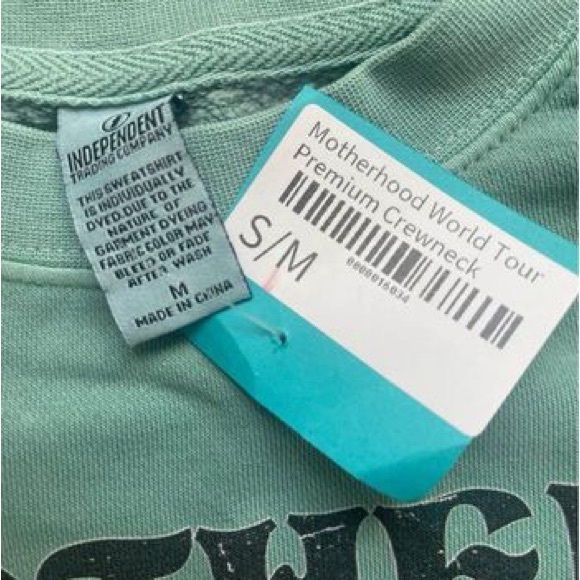 INDEPENDENT
TRADING COMPANY
THIS SWEATSHIRT
IS INDIVIDUALLY
DYED. DUE TO THE
NATURE OF
GARMENT DYEING
FABRIC COLOR MAY
BLEED OR FADE
AFTER WASH
M
MADE IN CHINA
Motherhood World Tour
Premium Crewneck
0000016034
S/M